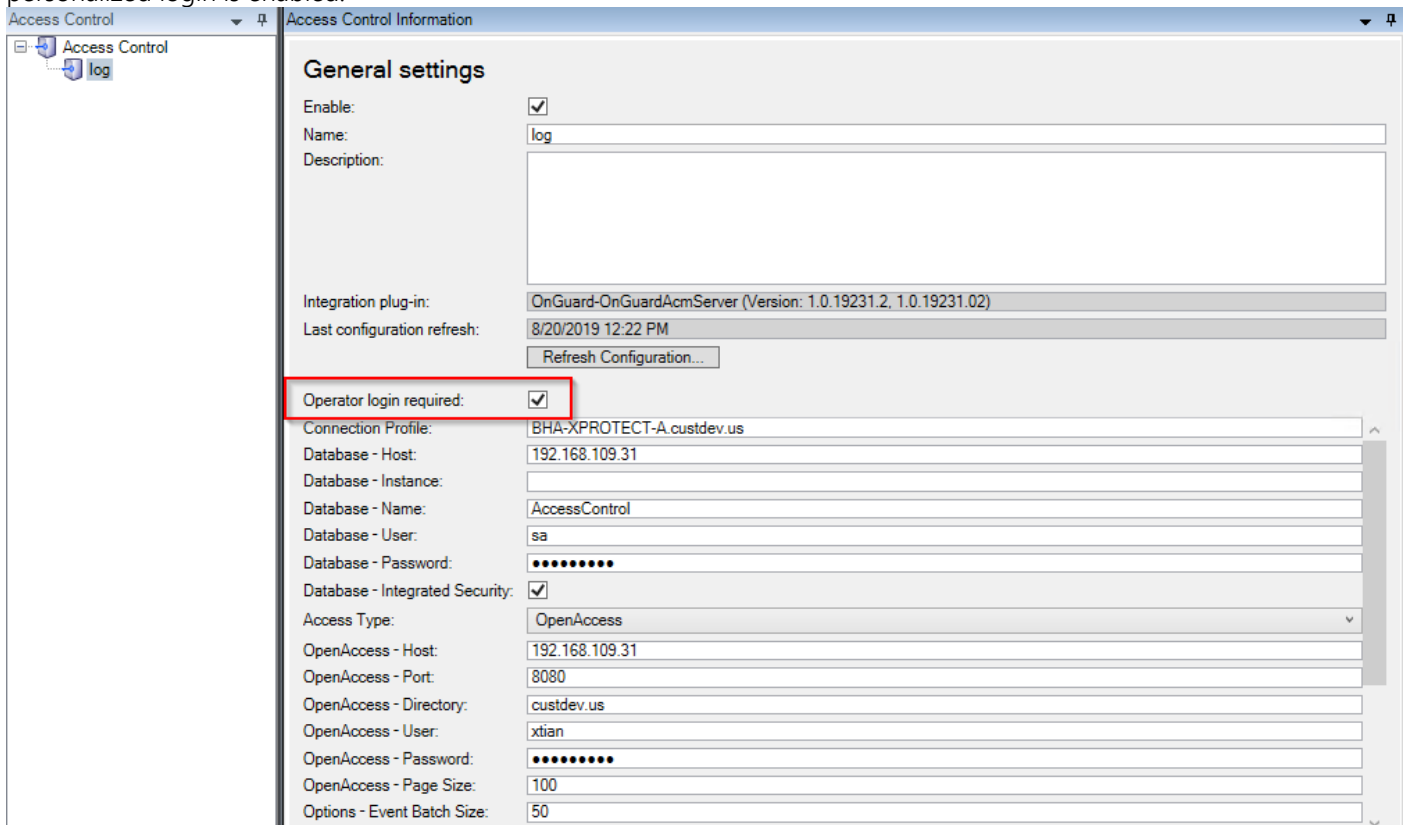 personalized login is enabled.
Access Control
Access Control Information
Access Control
log
General settings
Enable:
Name: log
Description:
Integration plug-in: OnGuard-OnGuardAcmServer (Version: 1.0.19231.2, 1.0.19231.02)
Last configuration refresh: 8/20/2019 12:22 PM
Refresh Configuration...
Operator login required:
Connection Profile: BHA-XPROTECT-A.custdev.us
Database - Host: 192.168.109.31
Database - Instance:
Database - Name: AccessControl
Database - User: sa
Database - Password: ●●●●●●●●●
Database - Integrated Security:
Access Type: OpenAccess
OpenAccess - Host: 192.168.109.31
OpenAccess - Port: 8080
OpenAccess - Directory: custdev.us
OpenAccess - User: xtian
OpenAccess - Password: ●●●●●●●●●
OpenAccess - Page Size: 100
Options - Event Batch Size: 50